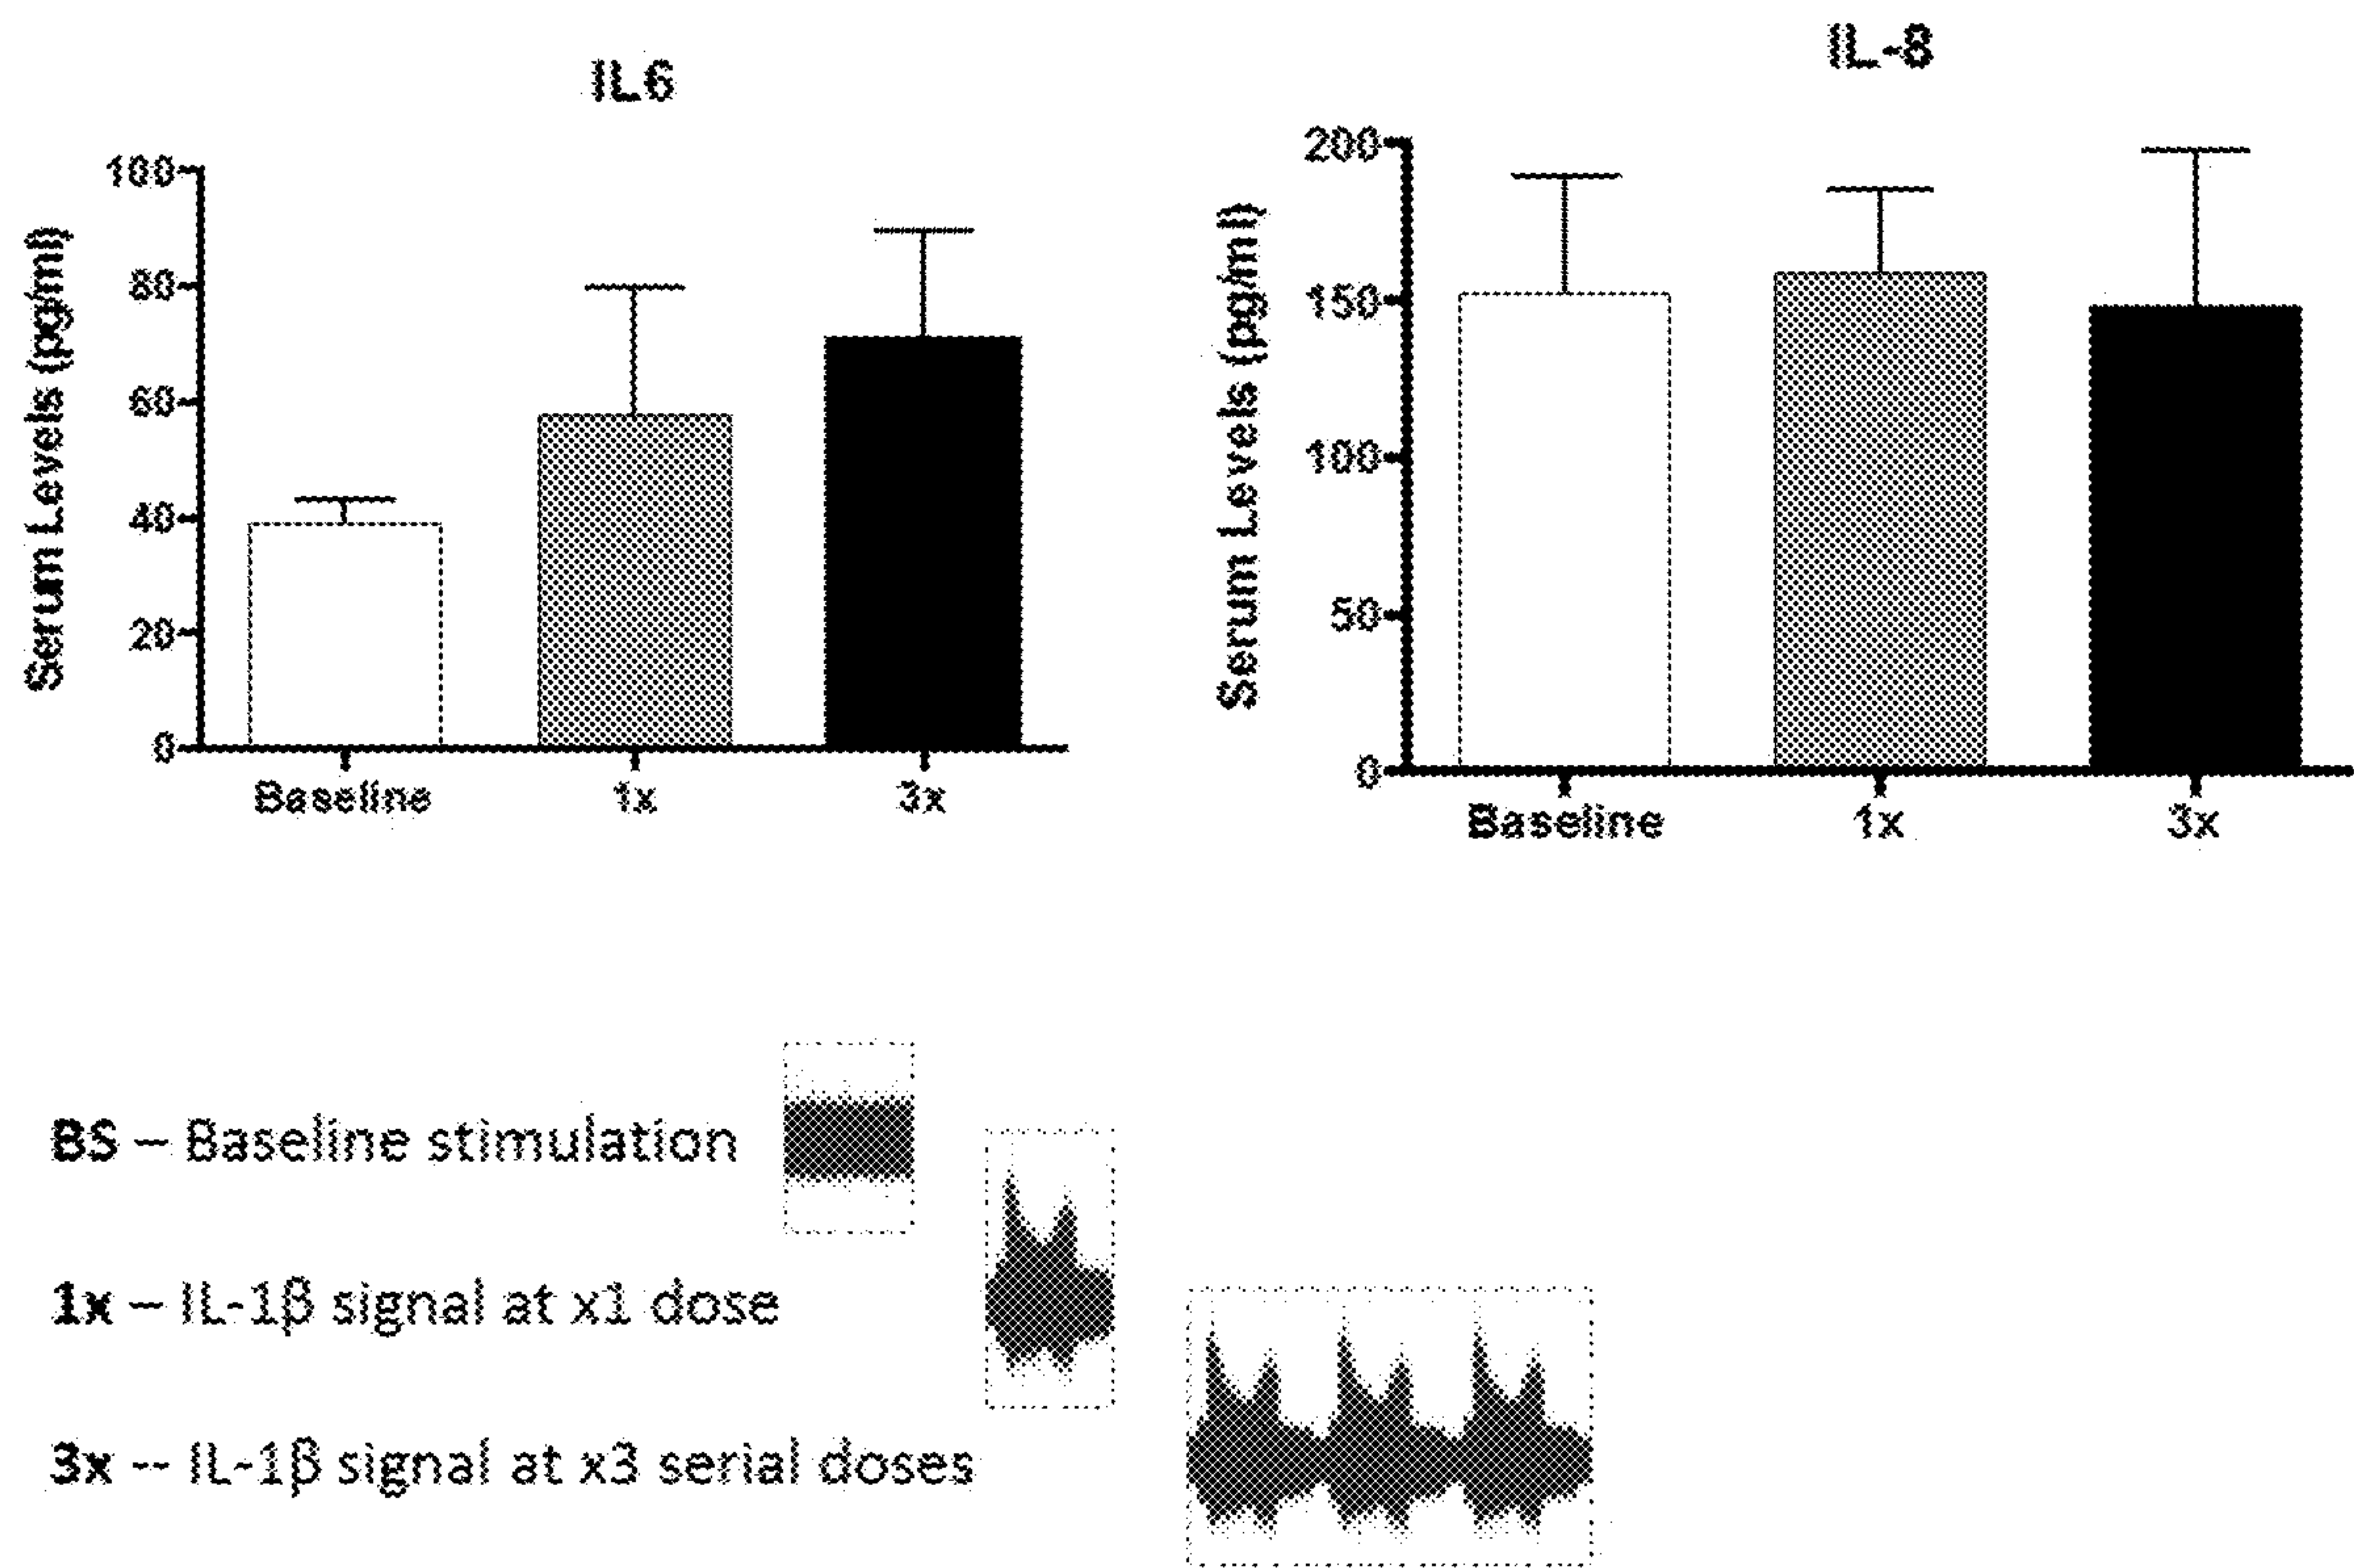 IL6
Serum Levels (pg/ml)
100
80
60
40
20
0
Baseline 1x 3x
IL-8
Serum Levels (pg/ml)
200
150
100
50
0
Baseline 1x 3x
BS – Baseline stimulation
1x – IL-1β signal at x1 dose
3x – IL-1β signal at x3 serial doses